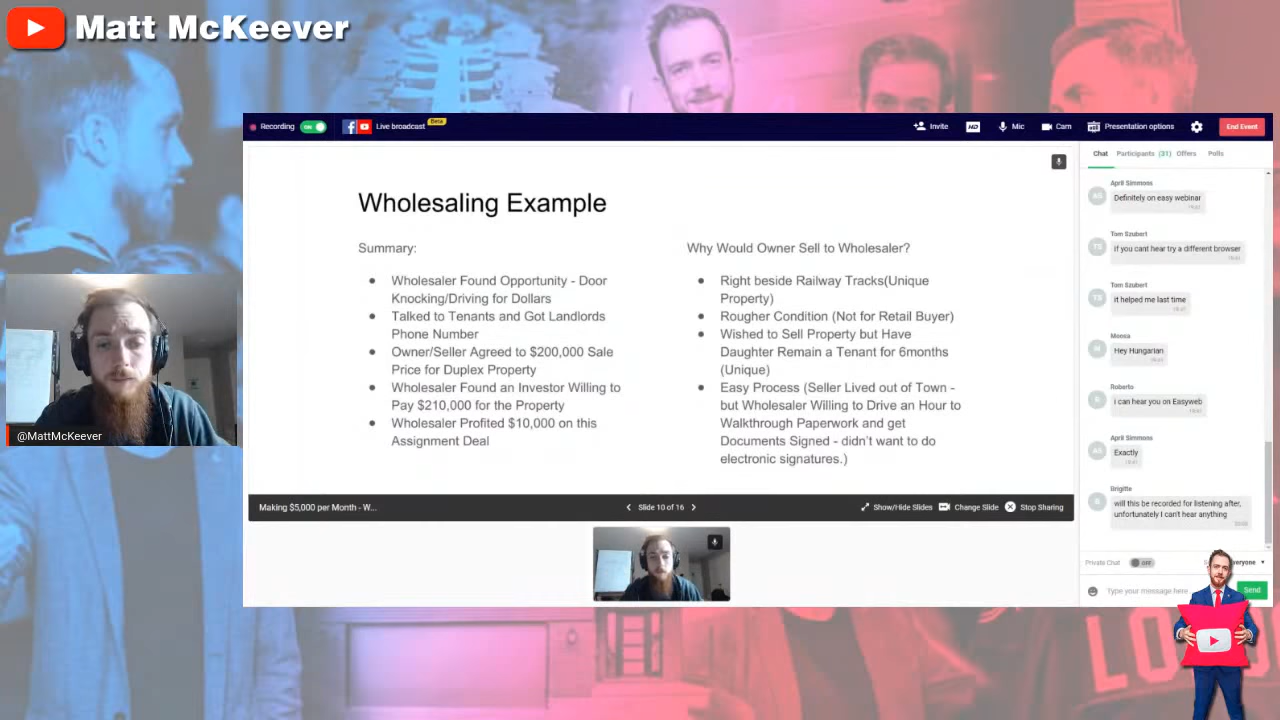 Matt McKeever
Recording
ON
Live broadcast
Beta
Invite
HD
Mic
Cam
Presentation options
End Event
Wholesaling Example
Summary:
Wholesaler Found Opportunity - Door
Knocking/Driving for Dollars
Talked to Tenants and Got Landlords
Phone Number
Owner/Seller Agreed to $200,000 Sale
Price for Duplex Property
Wholesaler Found an Investor Willing to
Pay $210,000 for the Property
Wholesaler Profited $10,000 on this
Assignment Deal
Why Would Owner Sell to Wholesaler?
Right beside Railway Tracks(Unique
Property)
Rougher Condition (Not for Retail Buyer)
Wished to Sell Property but Have
Daughter Remain a Tenant for 6months
(Unique)
Easy Process (Seller Lived out of Town -
but Wholesaler Willing to Drive an Hour to
Walkthrough Paperwork and get
Documents Signed - didn't want to do
electronic signatures.)
Making $5,000 per Month - W...
Slide 10 of 16
Show/Hide Slides
Change Slide
Stop Sharing
@MattMcKeever
Chat
Participants (31)
Offers
Polls
April Simmons
AS
Definitely on easy webinar
Tom Szubert
TS
if you cant hear try a different browser
Tom Szubert
TS
it helped me last time
M
Hey Hungarian
Roberto
R
i can hear you on Easyweb
April Simmons
AS
Exactly
Brigitte
B
will this be recorded for listening after,
unfortunately I can't hear anything
Private Chat
OFF
Type your message here
Send